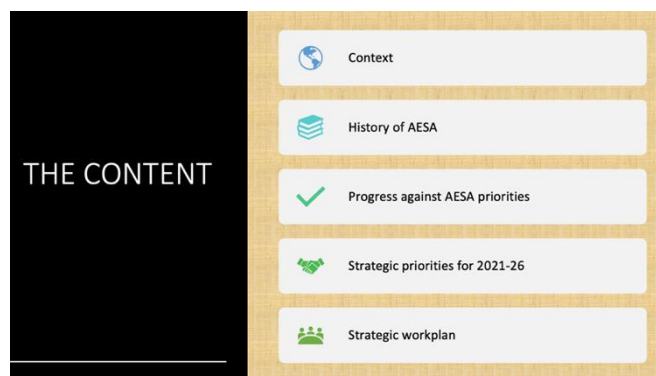 THE CONTENT
Context
History of AESA
Progress against AESA priorities
Strategic priorities for 2021-26
Strategic workplan